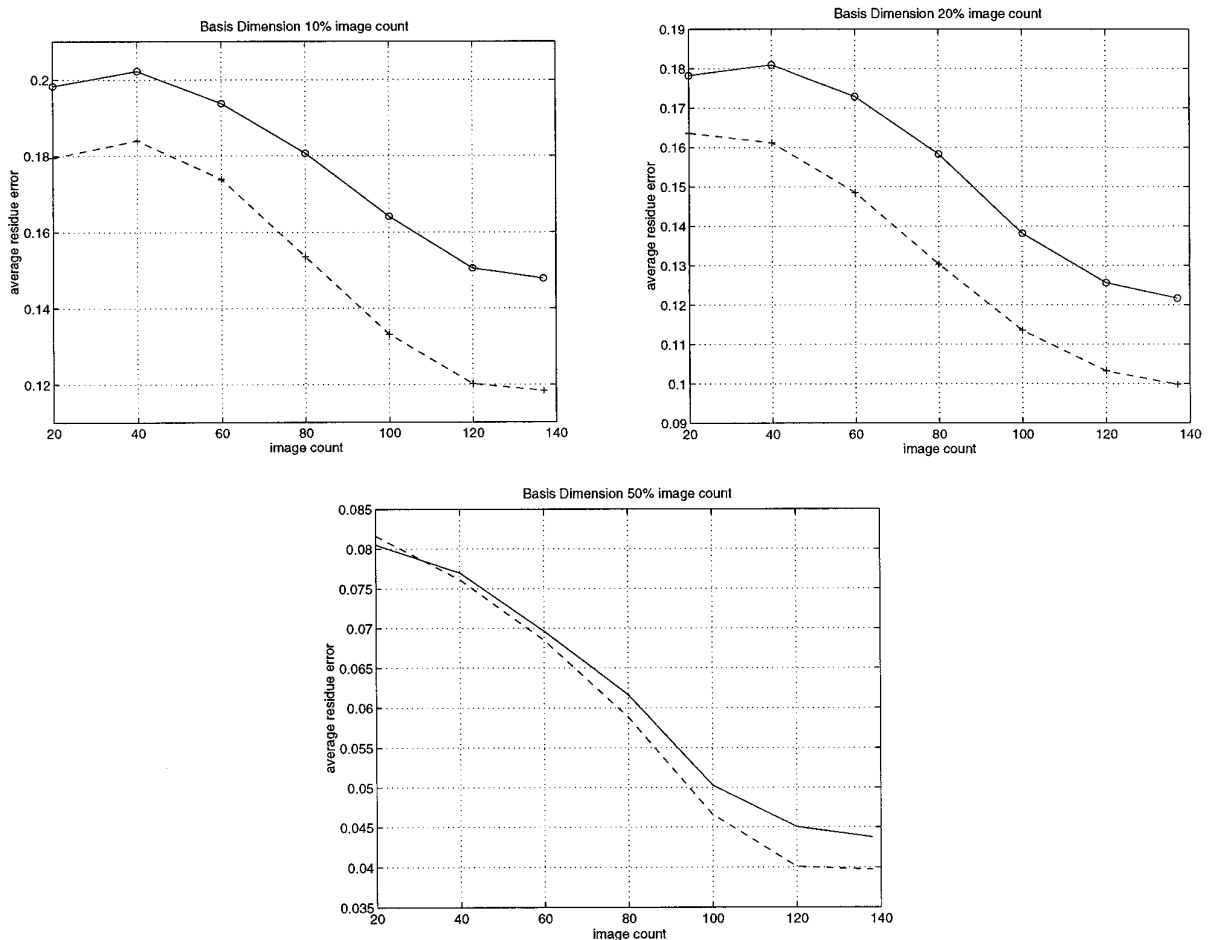 Basis Dimension 10% image count
0.2
0.18
0.16
0.14
0.12
average residue error
20 40 60 80 100 120 140
image count
Basis Dimension 20% image count
0.19
0.18
0.17
0.16
0.15
0.14
0.13
0.12
0.11
0.1
0.09
average residue error
20 40 60 80 100 120 140
image count
Basis Dimension 50% image count
0.085
0.08
0.075
0.07
0.065
0.06
0.055
0.05
0.045
0.04
0.035
average residue error
20 40 60 80 100 120 140
image count